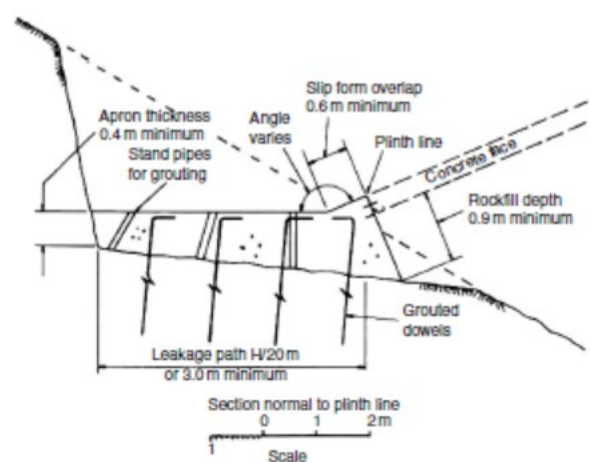 Slip form overlap
0.6 m minimum
Apron thickness
0.4 m minimum
Angle
varies
Plinth line
Stand pipes
for grouting
Concrete face
Rockfill depth
0.9 m minimum
Grouted
dowels
Leakage path H/20 m
or 3.0 m minimum
Section normal to plinth line
0 1 2 m
1
Scale